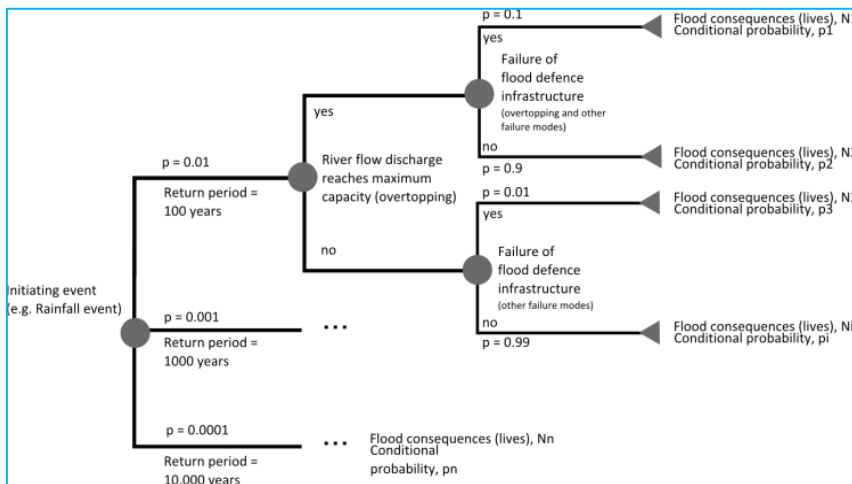 p = 0.1
Flood consequences (lives), N
Conditional probability, p1
yes
Failure of
flood defence
infrastructure
(overtopping and other
failure modes)
yes
no
p = 0.9
Flood consequences (lives), N
Conditional probability, p2
p = 0.01
River flow discharge
reaches maximum
capacity (overtopping)
Return period =
100 years
p = 0.01
Flood consequences (lives), N
Conditional probability, p3
yes
no
Failure of
flood defence
infrastructure
(other failure modes)
no
p = 0.99
Flood consequences (lives), Ni
Conditional probability, pi
Initiating event
(e.g. Rainfall event)
p = 0.001
...
Return period =
1000 years
p = 0.0001
...
Flood consequences (lives), Nn
Conditional
probability, pn
Return period =
10,000 years